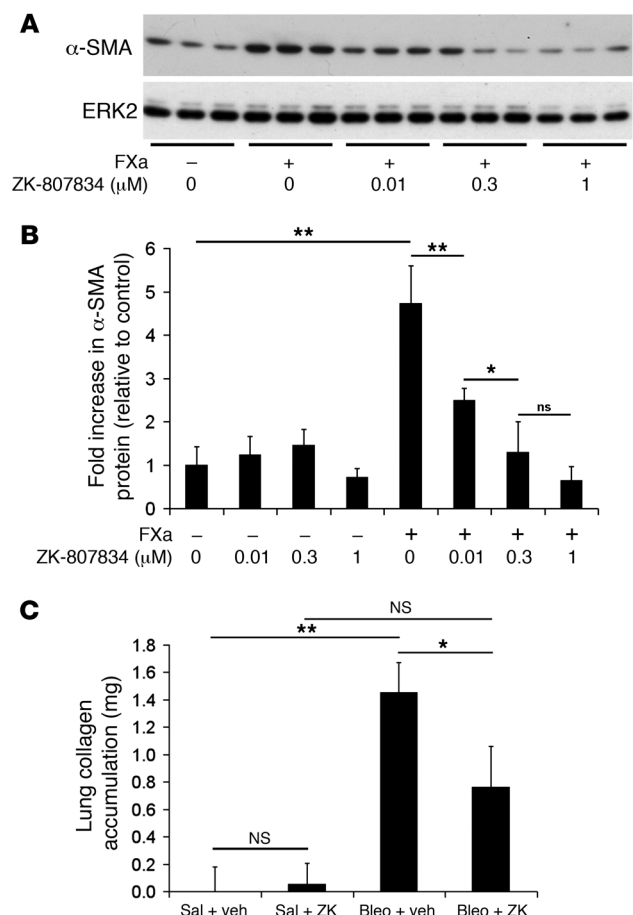 A
α-SMA
ERK2
FXa – + + + +
ZK-807834 (μM) 0 0 0.01 0.3 1
B
Fold increase in α-SMA
protein (relative to control)
6
5
4
3
2
1
0
**
**
*
ns
FXa – – – – + + + +
ZK-807834 (μM) 0 0.01 0.3 1 0 0.01 0.3 1
C
NS
**
*
NS
Lung collagen
accumulation (mg)
1.8
1.6
1.4
1.2
1.0
0.8
0.6
0.4
0.2
0.0
Sal + veh Sal + ZK Bleo + veh Bleo + ZK